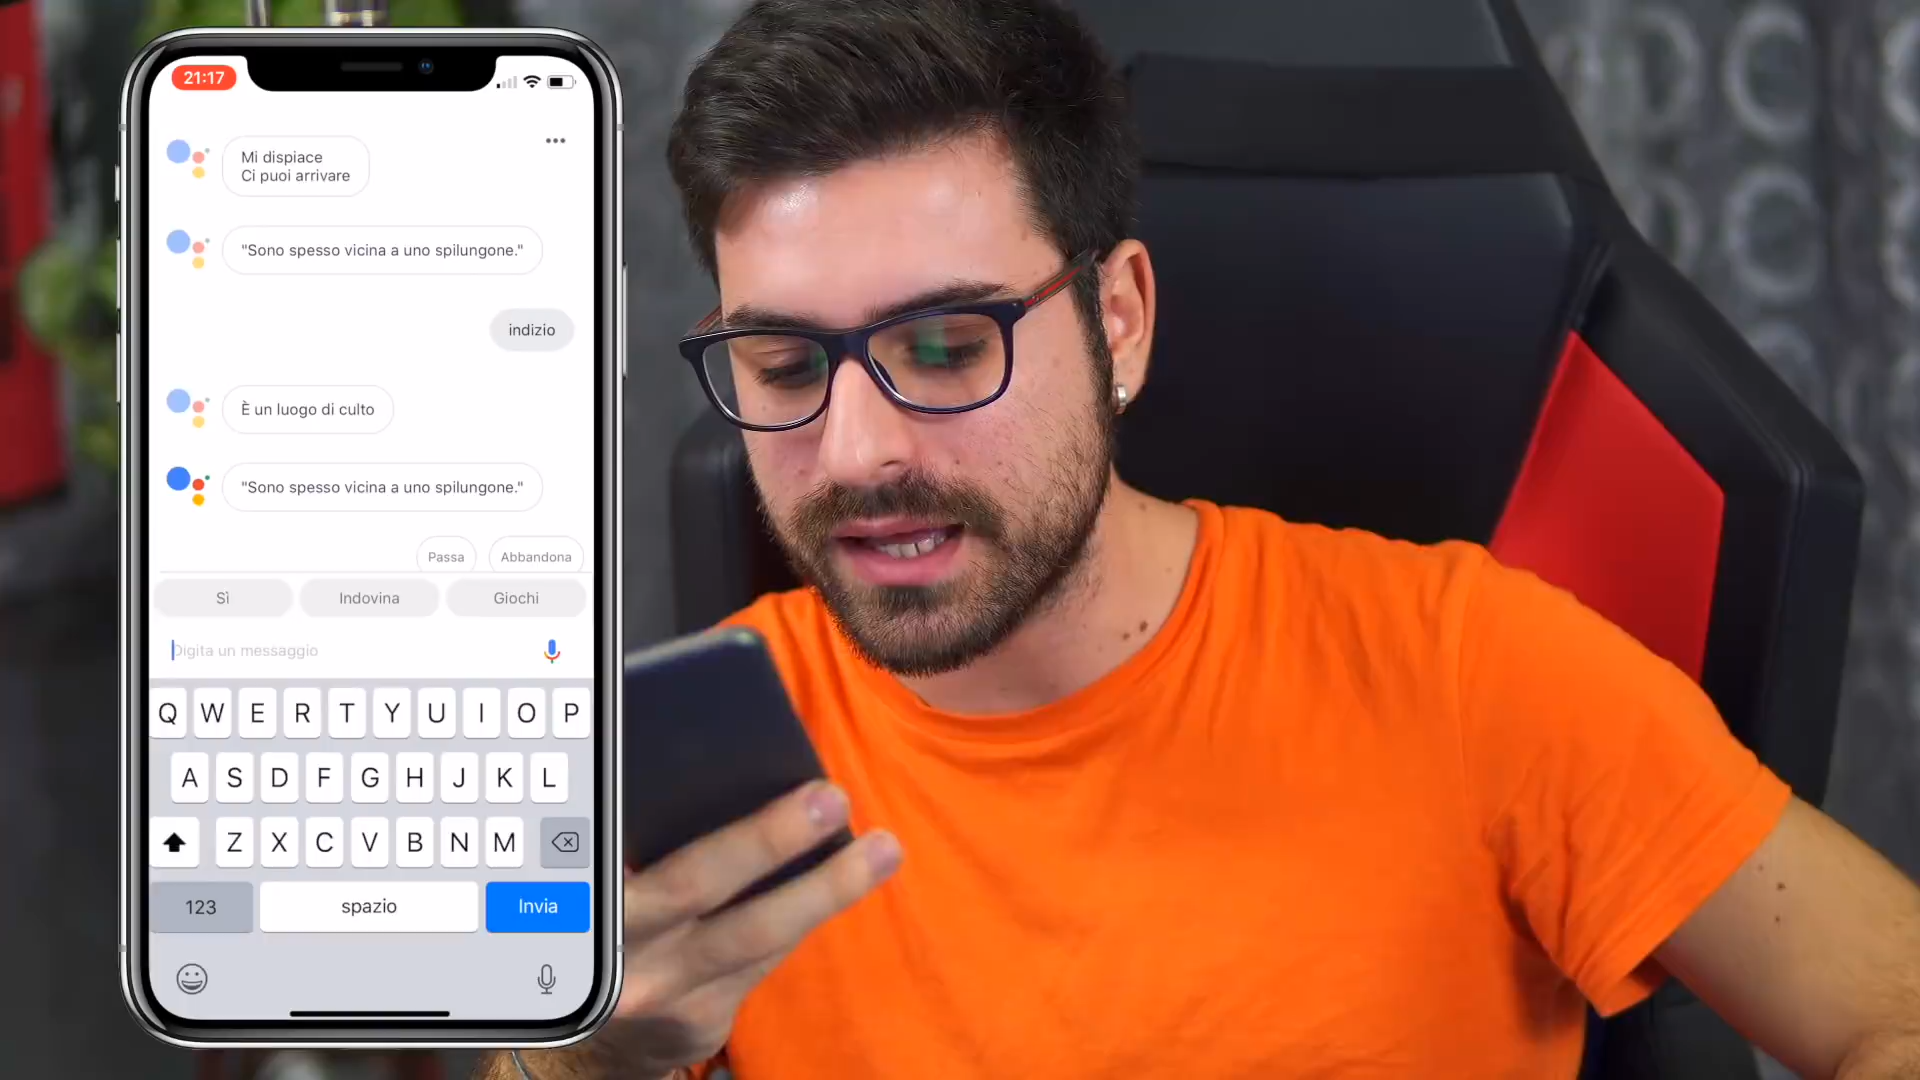 21:17
Mi dispiace
Ci puoi arrivare
"Sono spesso vicina a uno spilungone."
indizio
È un luogo di culto
"Sono spesso vicina a uno spilungone."
Passa Abbandona
Sì Indovina Giochi
Digita un messaggio
Q W E R T Y U I O P
A S D F G H J K L
Z X C V B N M
123 spazio Invia